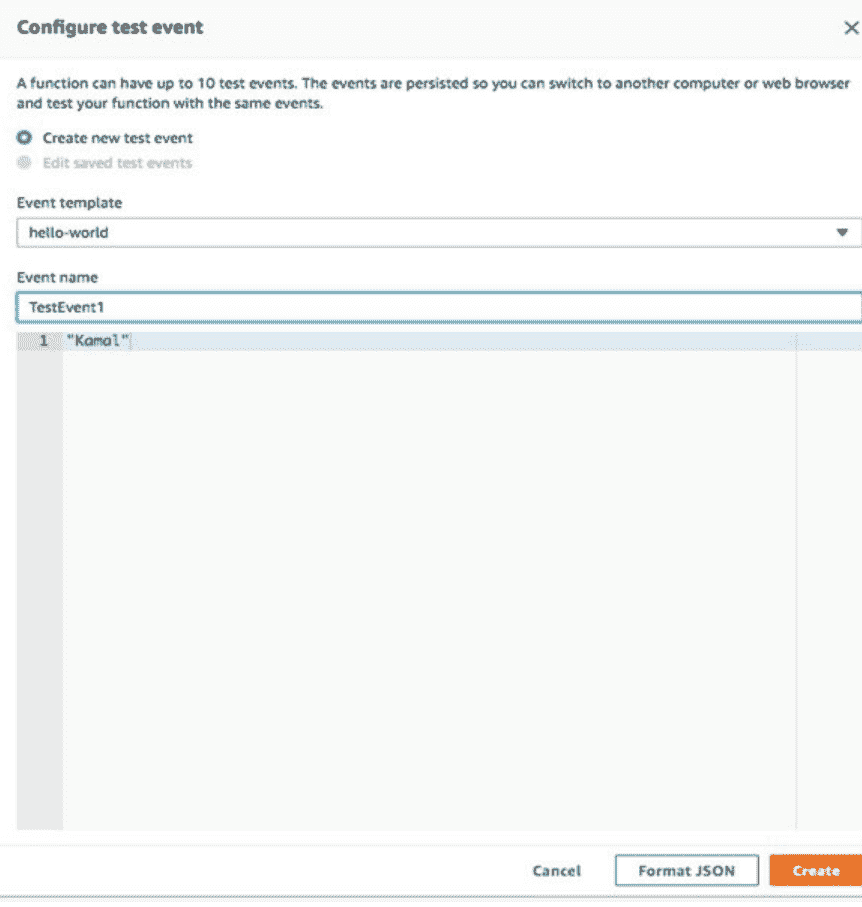 Configure test event
A function can have up to 10 test events. The events are persisted so you can switch to another computer or web browser
and test your function with the same events.
Create new test event
Edit saved test events
Event template
hello-world
Event name
TestEvent1
1 "Kamal"
Cancel Format JSON Create